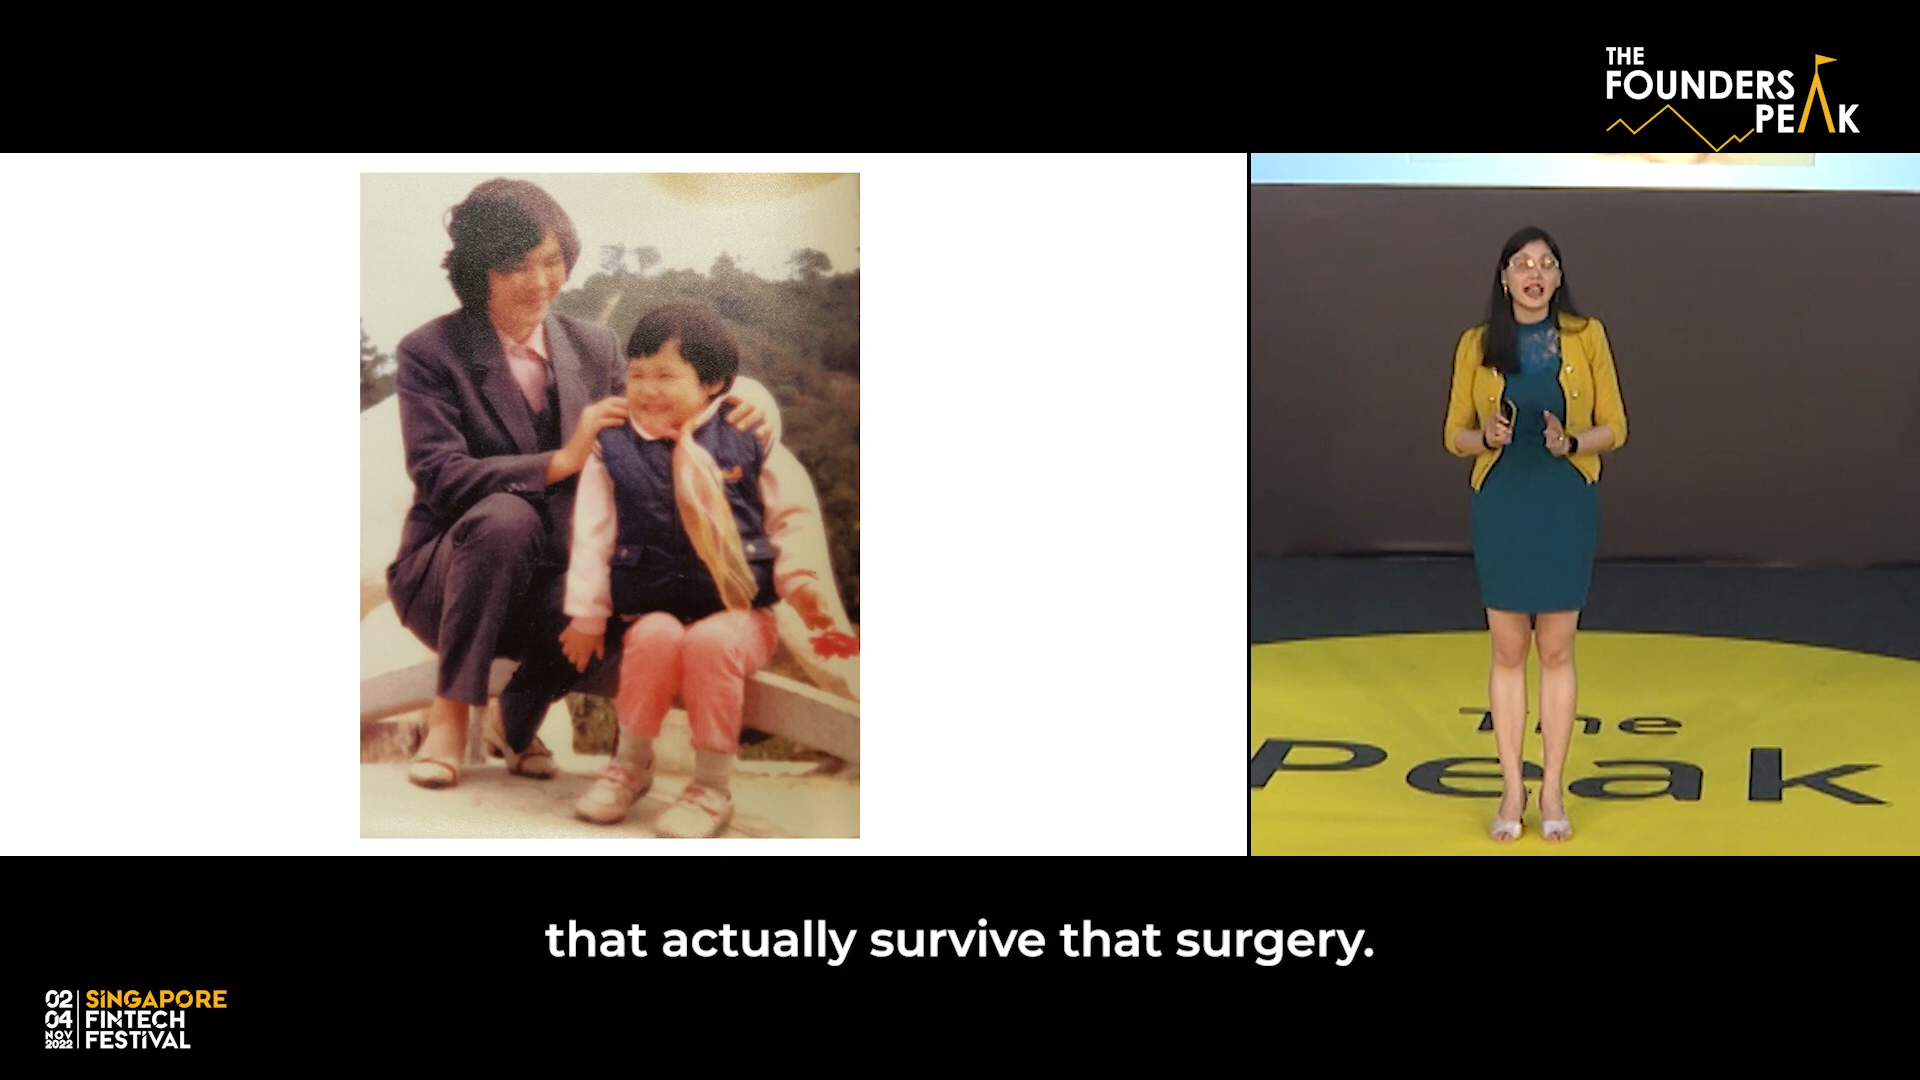 THE
FOUNDERS
PEAK
The
Peak
that actually survive that surgery.
02
04
NOV
2022
SINGAPORE
FINTECH
FESTIVAL